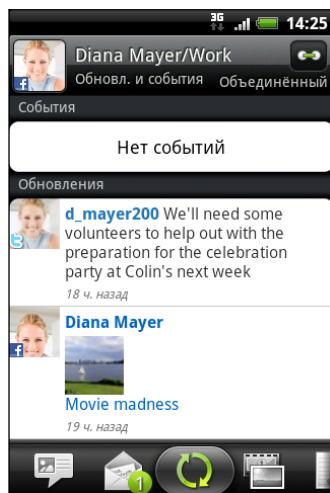 3G 14:25
Diana Mayer/Work
Обновл. и события Объединённый
События
Нет событий
Обновления
d_mayer200 We'll need some
volunteers to help out with the
preparation for the celebration
party at Colin's next week
18 ч. назад
Diana Mayer
Movie madness
19 ч. назад
1